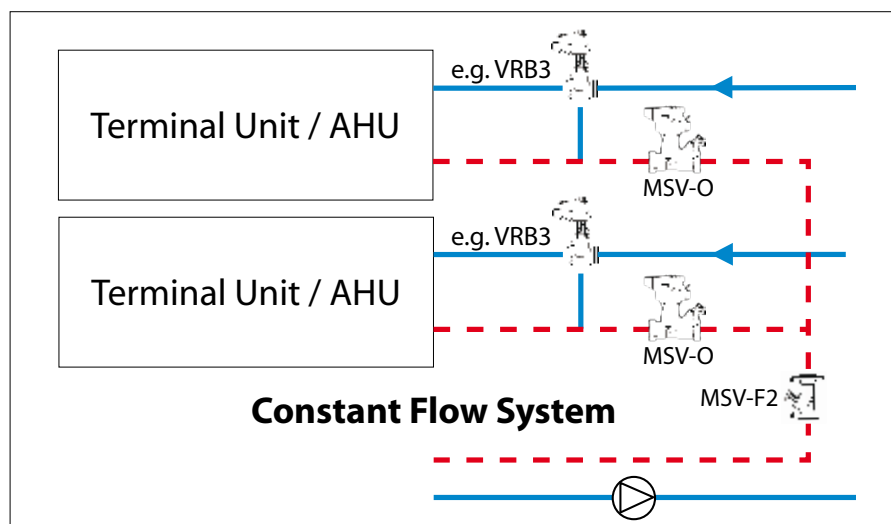 e.g. VRB3
Terminal Unit / AHU
MSV-O
e.g. VRB3
Terminal Unit / AHU
MSV-O
MSV-F2
Constant Flow System